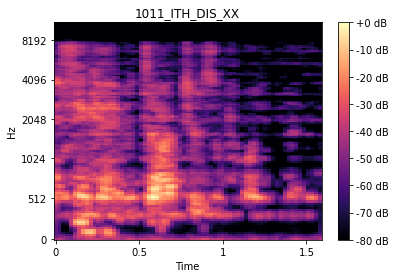 1011_ITH_DIS_XX
8192
4096
2048
1024
512
0
Hz
0
0.5
1
1.5
Time
+0 dB
-10 dB
-20 dB
-30 dB
-40 dB
-50 dB
-60 dB
-70 dB
-80 dB